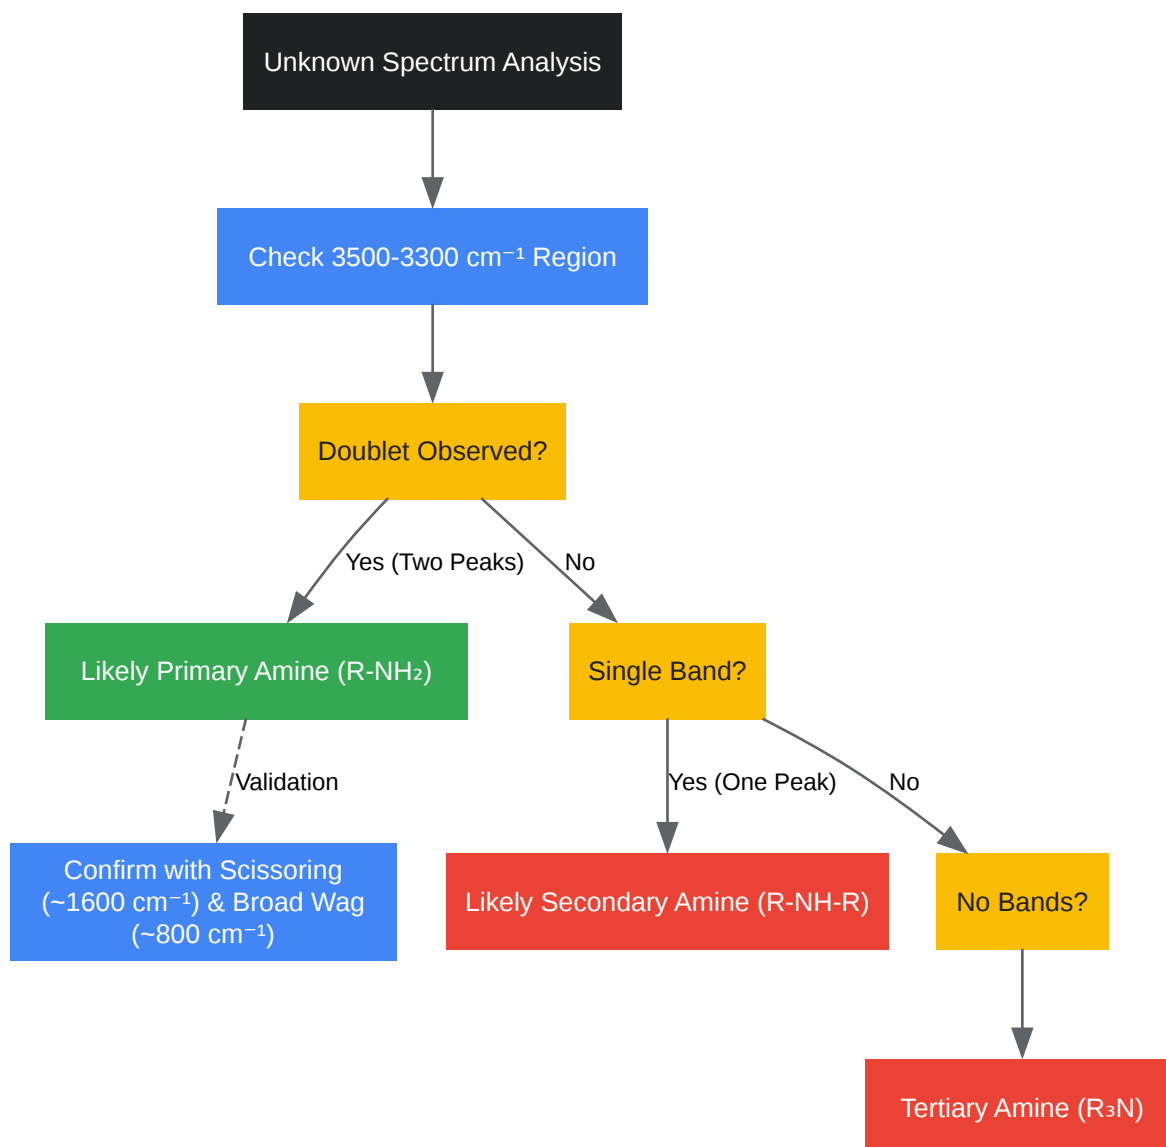 Unknown Spectrum Analysis
Check 3500-3300 cm⁻¹ Region
Doublet Observed?
Yes (Two Peaks)
No
Likely Primary Amine (R-NH₂)
Single Band?
Validation
Yes (One Peak)
No
Confirm with Scissoring
(~1600 cm⁻¹) & Broad Wag
(~800 cm⁻¹)
Likely Secondary Amine (R-NH-R)
No Bands?
Tertiary Amine (R₃N)